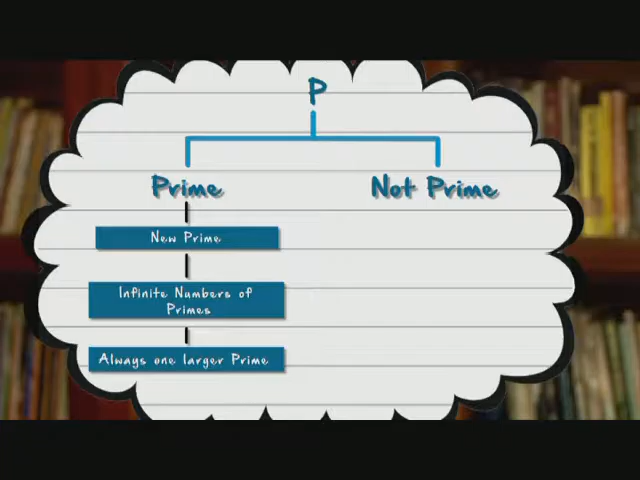 P
Prime
Not Prime
New Prime
Infinite Numbers of
Primes
Always one larger Prime